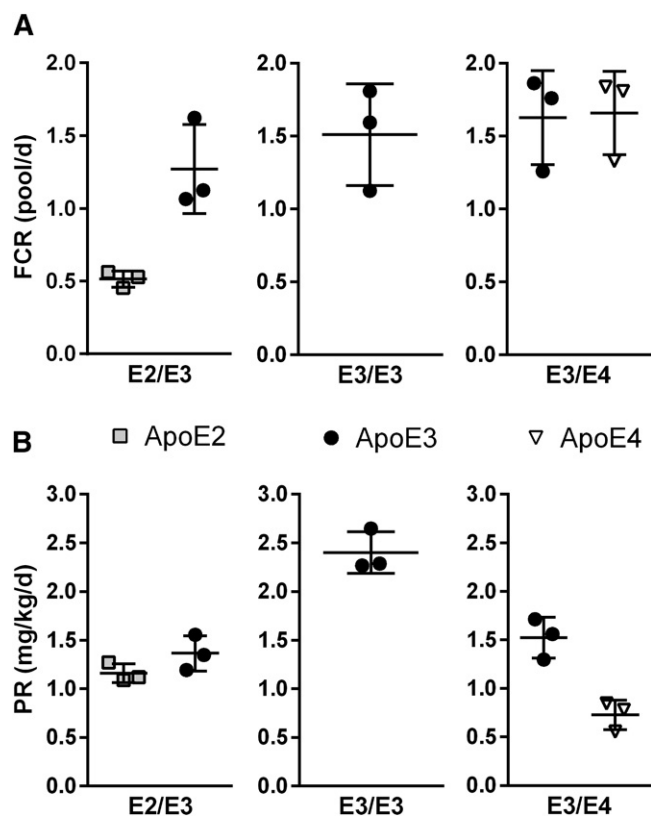 A
FCR (pool/d)
2.0 2.0 2.0
1.5 1.5 1.5
1.0 1.0 1.0
0.5 0.5 0.5
0.0 0.0 0.0
E2/E3 E3/E3 E3/E4
ApoE2 ApoE3 ApoE4
B
PR (mg/kg/d)
3.0 3.0 3.0
2.5 2.5 2.5
2.0 2.0 2.0
1.5 1.5 1.5
1.0 1.0 1.0
0.5 0.5 0.5
0.0 0.0 0.0
E2/E3 E3/E3 E3/E4